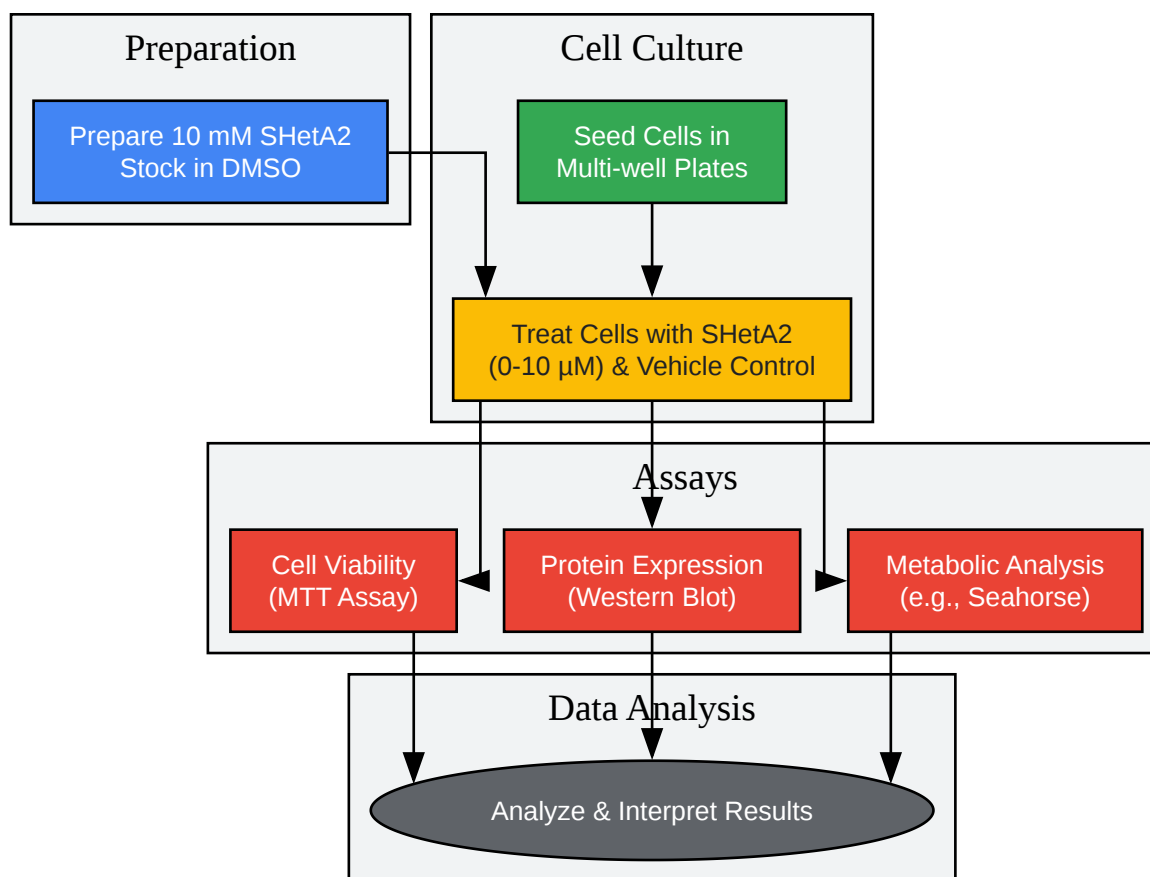 Preparation
Prepare 10 mM SHetA2
Stock in DMSO
Cell Culture
Seed Cells in
Multi-well Plates
Treat Cells with SHetA2
(0-10 µM) & Vehicle Control
Assays
Cell Viability
(MTT Assay)
Protein Expression
(Western Blot)
Metabolic Analysis
(e.g., Seahorse)
Data Analysis
Analyze & Interpret Results